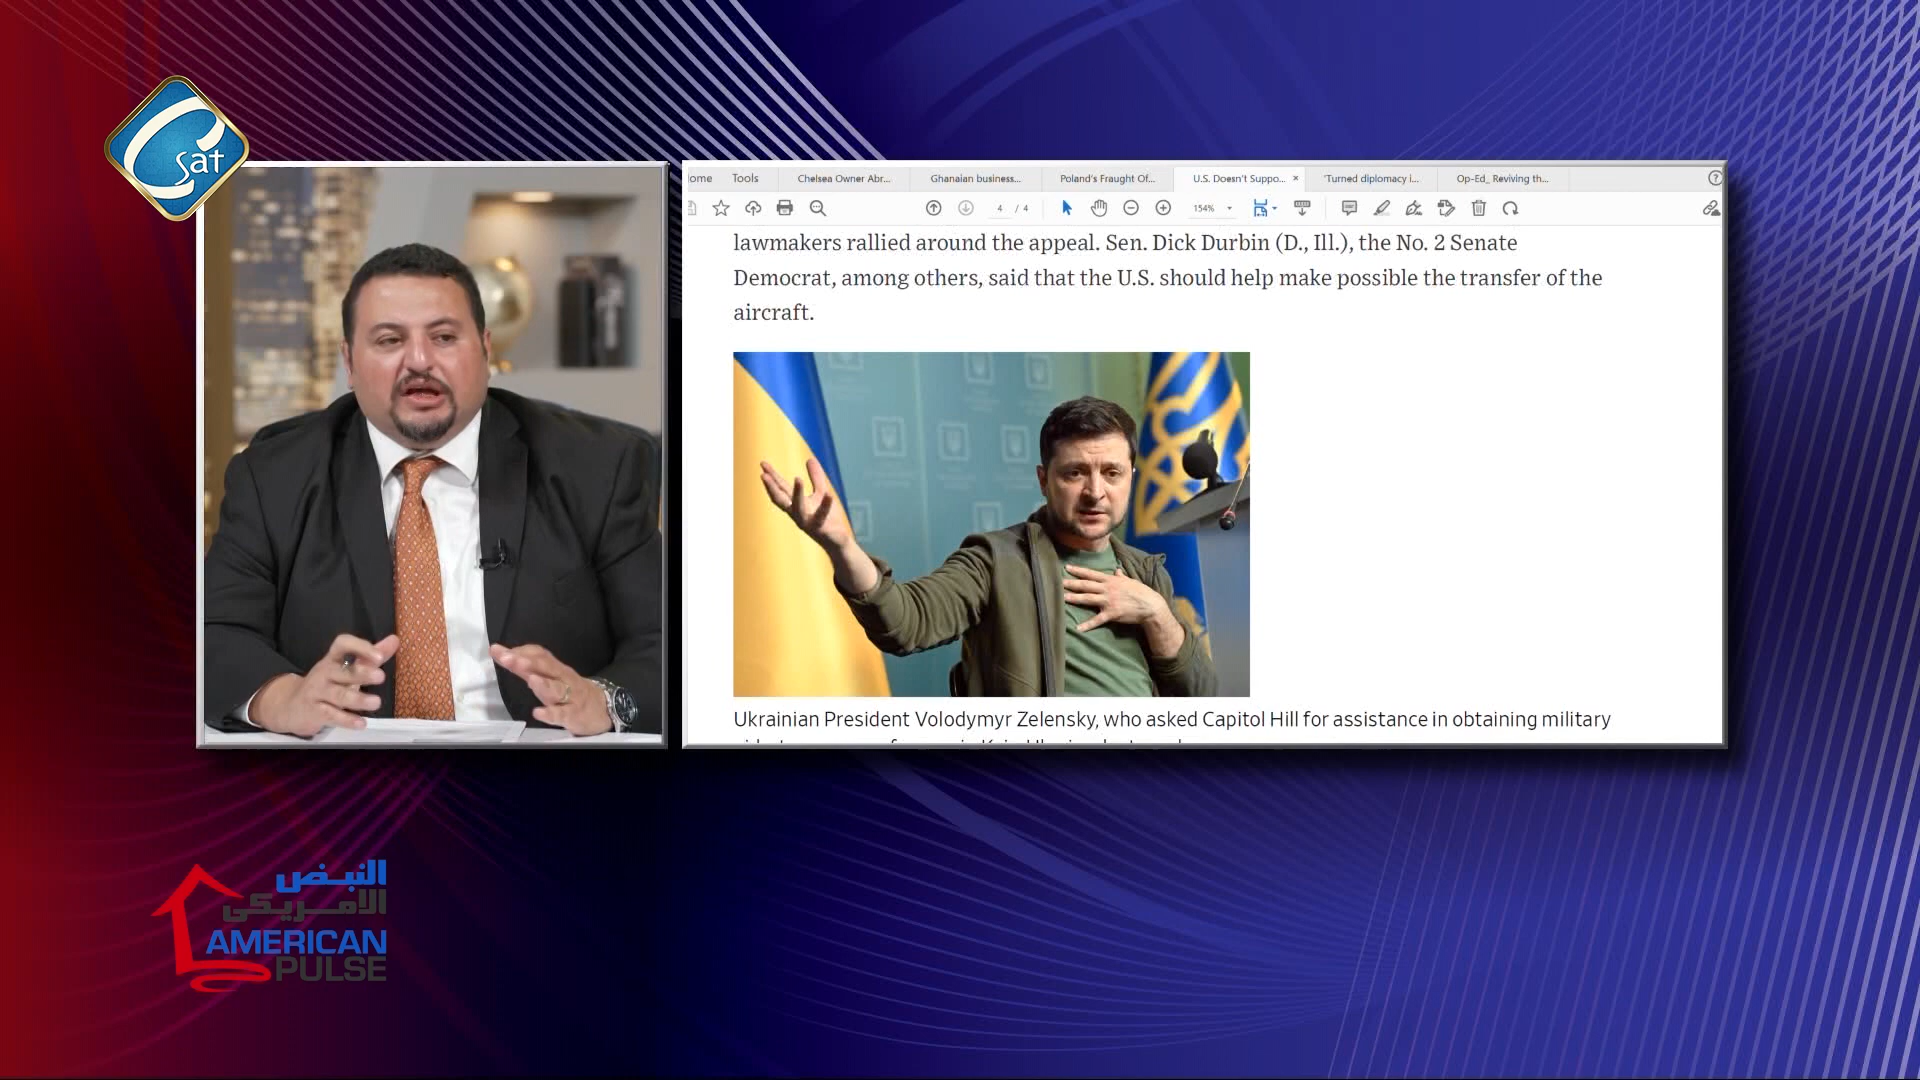 C Sat
ome Tools Chelsea Owner Abr... Ghanaian business... Poland's Fraught Of... U.S. Doesn't Suppo... × 'Turned diplomacy i... Op-Ed_ Reviving th...
4 / 4 154%
lawmakers rallied around the appeal. Sen. Dick Durbin (D., Ill.), the No. 2 Senate
Democrat, among others, said that the U.S. should help make possible the transfer of the
aircraft.
Ukrainian President Volodymyr Zelensky, who asked Capitol Hill for assistance in obtaining military
النبض
الامريكى
AMERICAN
PULSE